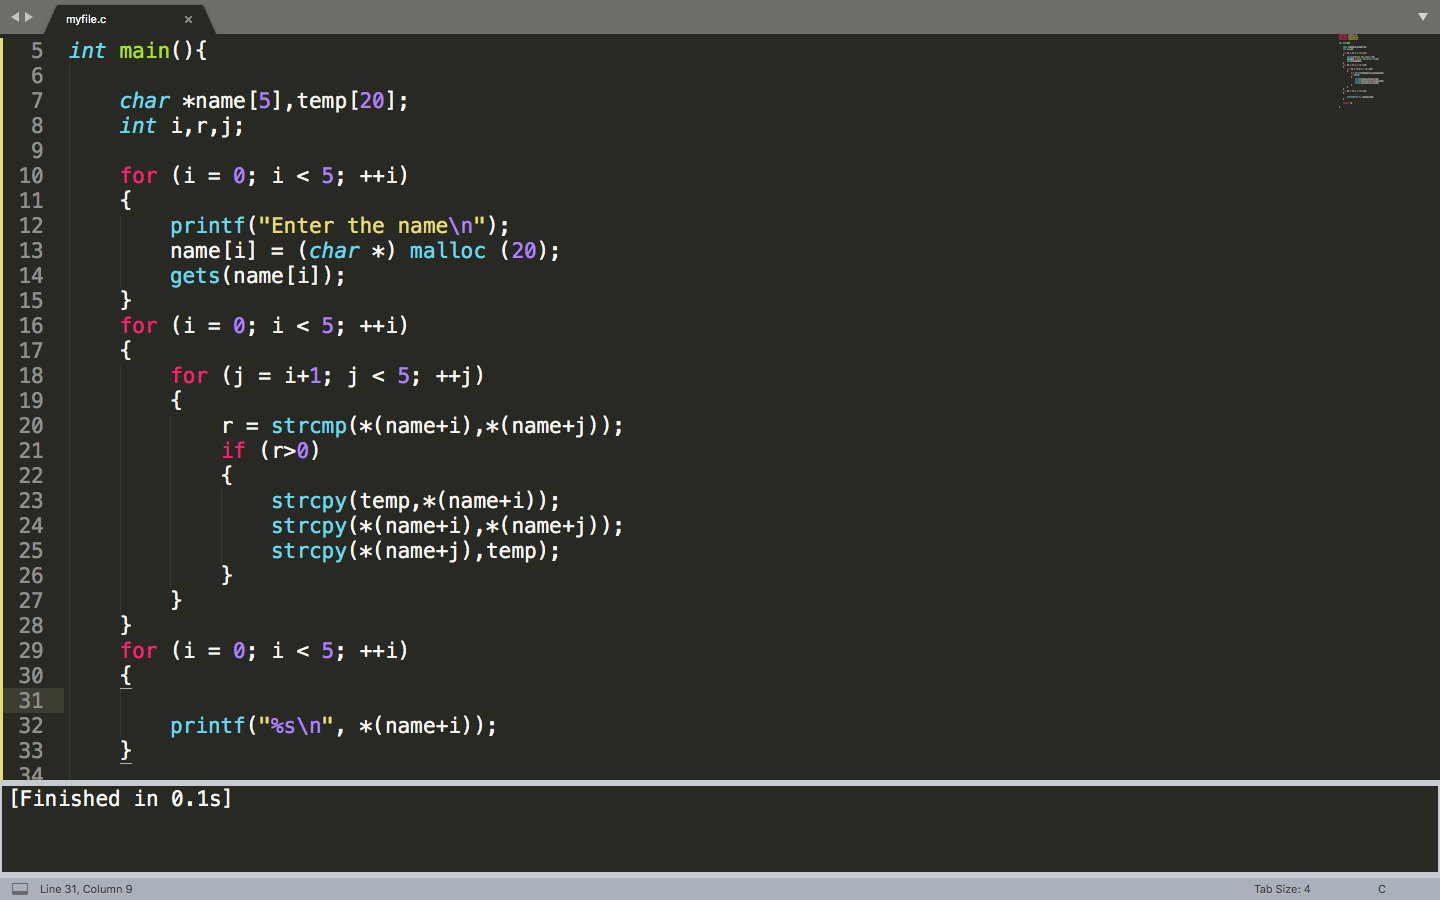 myfile.c ×
5 int main(){
6
7 char *name[5],temp[20];
8 int i,r,j;
9
10 for (i = 0; i < 5; ++i)
11 {
12 printf("Enter the name\n");
13 name[i] = (char *) malloc (20);
14 gets(name[i]);
15 }
16 for (i = 0; i < 5; ++i)
17 {
18 for (j = i+1; j < 5; ++j)
19 {
20 r = strcmp(*(name+i),*(name+j));
21 if (r>0)
22 {
23 strcpy(temp,*(name+i));
24 strcpy(*(name+i),*(name+j));
25 strcpy(*(name+j),temp);
26 }
27 }
28 }
29 for (i = 0; i < 5; ++i)
30 {
31
32 printf("%s\n", *(name+i));
33 }
34
[Finished in 0.1s]
Line 31, Column 9 Tab Size: 4 C